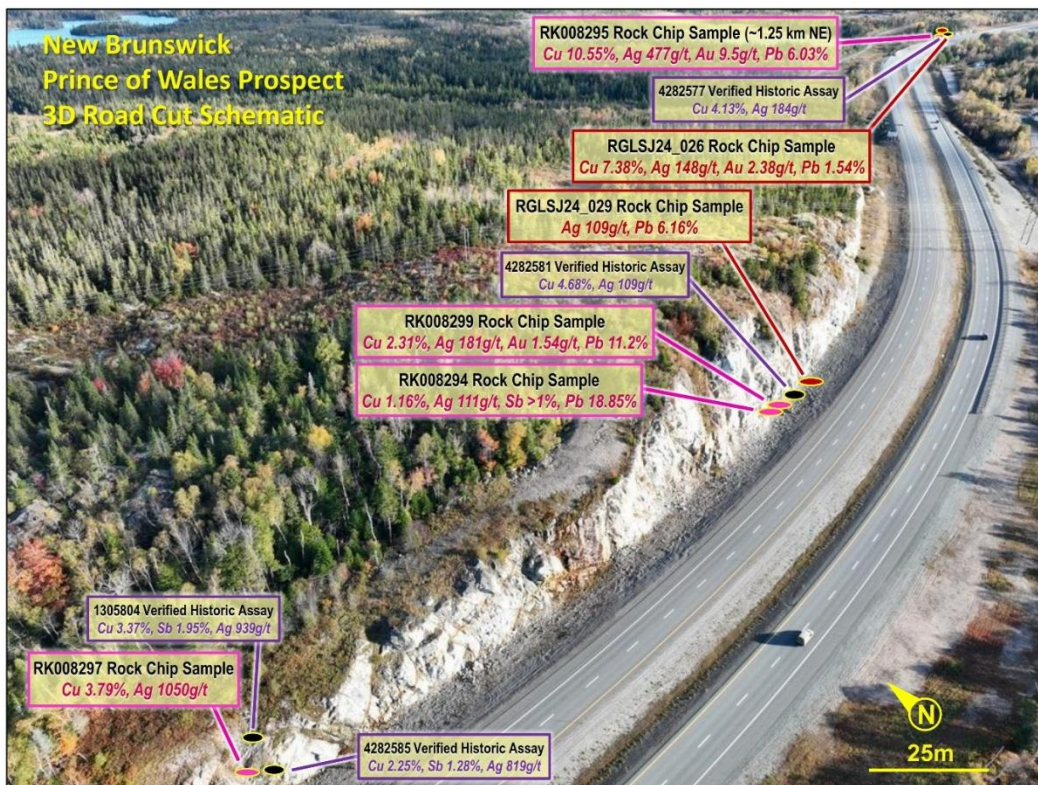 New Brunswick
Prince of Wales Prospect
3D Road Cut Schematic
RK008295 Rock Chip Sample (~1.25 km NE)
Cu 10.55%, Ag 477g/t, Au 9.5g/t, Pb 6.03%
4282577 Verified Historic Assay
Cu 4.13%, Ag 184g/t
RGLSJ24_026 Rock Chip Sample
Cu 7.38%, Ag 148g/t, Au 2.38g/t, Pb 1.54%
RGLSJ24_029 Rock Chip Sample
Ag 109g/t, Pb 6.16%
4282581 Verified Historic Assay
Cu 4.68%, Ag 109g/t
RK008299 Rock Chip Sample
Cu 2.31%, Ag 181g/t, Au 1.54g/t, Pb 11.2%
RK008294 Rock Chip Sample
Cu 1.16%, Ag 111g/t, Sb >1%, Pb 18.85%
1305804 Verified Historic Assay
Cu 3.37%, Sb 1.95%, Ag 939g/t
RK008297 Rock Chip Sample
Cu 3.79%, Ag 1050g/t
4282585 Verified Historic Assay
Cu 2.25%, Sb 1.28%, Ag 819g/t
N
25m